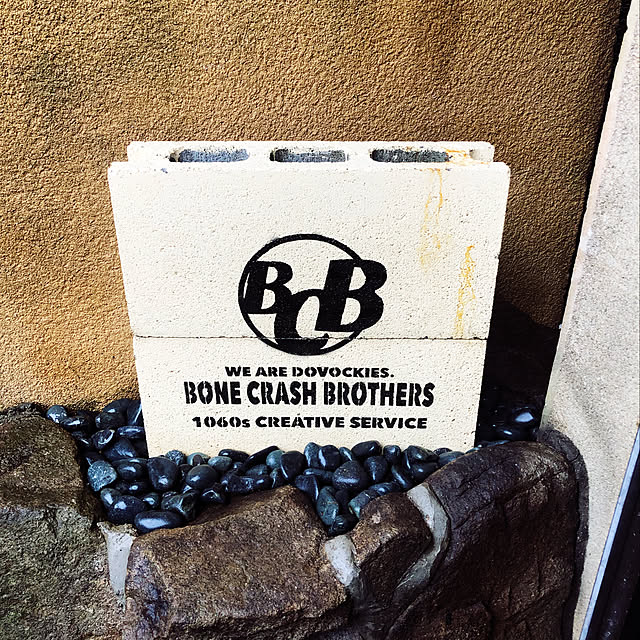 BCB
WE ARE DOVOCKIES.
BONE CRASH BROTHERS
1060s CREATIVE SERVICE